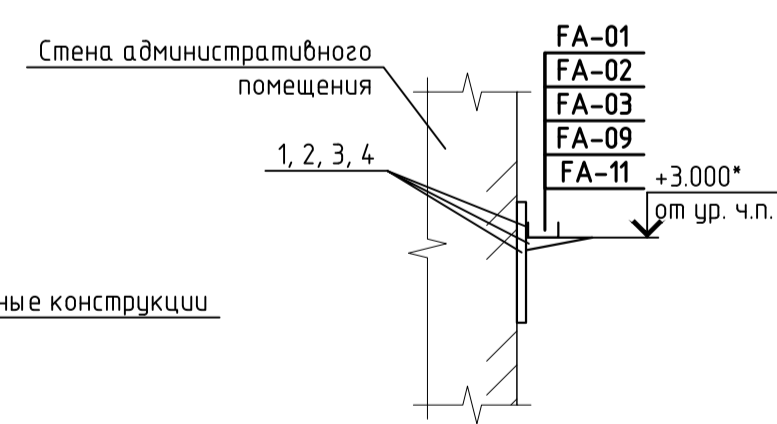 Стена административного
помещения
1, 2, 3, 4
FA-01
FA-02
FA-03
FA-09
FA-11
+3.000*
от ур. ч.п.
ные конструкции